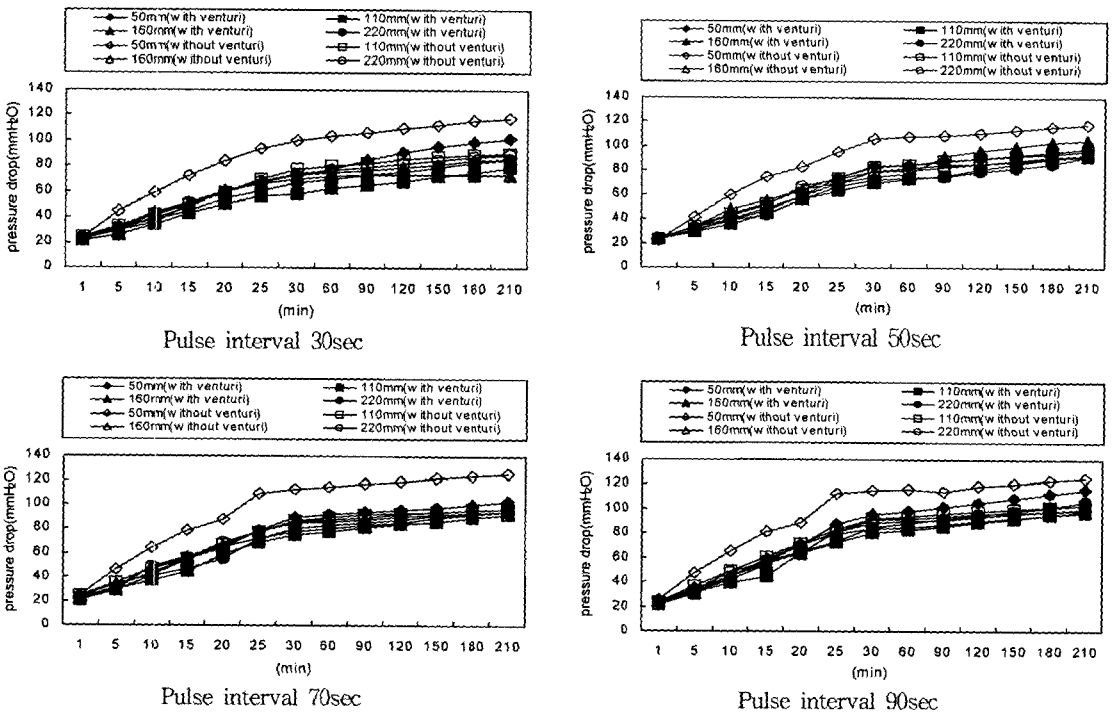 50mm(with venturi) 110mm(with venturi)
160mm(with venturi) 220mm(with venturi)
50mm(without venturi) 110mm(without venturi)
160mm(without venturi) 220mm(without venturi)
pressure drop(mmH2O)
140
120
100
80
60
40
20
0
1 5 10 15 20 25 30 60 90 120 150 180 210
(min)
Pulse interval 30sec
50mm(with venturi) 110mm(with venturi)
160mm(with venturi) 220mm(with venturi)
50mm(without venturi) 110mm(without venturi)
160mm(without venturi) 220mm(without venturi)
pressure drop(mmH2O)
140
120
100
80
60
40
20
0
1 5 10 15 20 25 30 60 90 120 150 180 210
(min)
Pulse interval 50sec
50mm(with venturi) 110mm(with venturi)
160mm(with venturi) 220mm(with venturi)
50mm(without venturi) 110mm(without venturi)
160mm(without venturi) 220mm(without venturi)
pressure drop(mmH2O)
140
120
100
80
60
40
20
0
1 5 10 15 20 25 30 60 90 120 150 180 210
(min)
Pulse interval 70sec
50mm(with venturi) 110mm(with venturi)
160mm(with venturi) 220mm(with venturi)
50mm(without venturi) 110mm(without venturi)
160mm(without venturi) 220mm(without venturi)
pressure drop(mmH2O)
140
120
100
80
60
40
20
0
1 5 10 15 20 25 30 60 90 120 150 180 210
(min)
Pulse interval 90sec